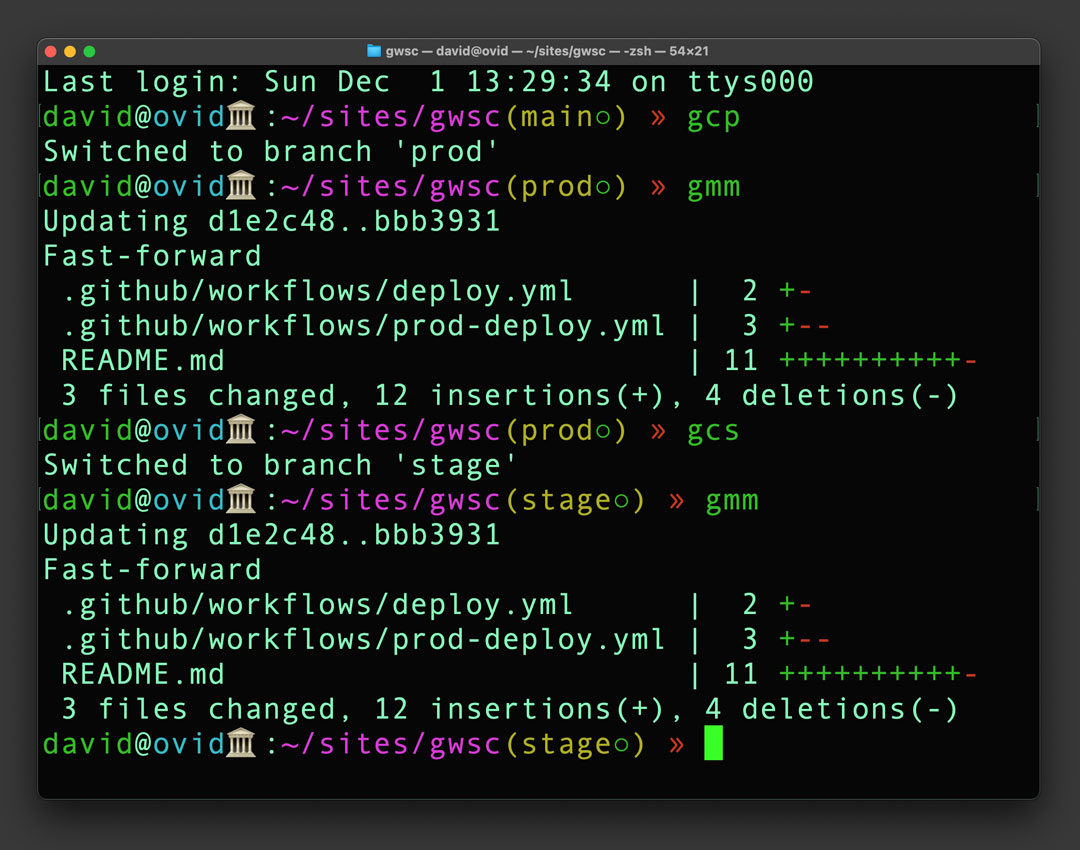 gwsc — david@ovid — ~/sites/gwsc — -zsh — 54×21
Last login: Sun Dec  1 13:29:34 on ttys000
david@ovid🏛:~/sites/gwsc(main○) » gcp
Switched to branch 'prod'
david@ovid🏛:~/sites/gwsc(prod○) » gmm
Updating d1e2c48..bbb3931
Fast-forward
 .github/workflows/deploy.yml      |  2 +-
 .github/workflows/prod-deploy.yml |  3 +--
 README.md                         | 11 ++++++++++-
 3 files changed, 12 insertions(+), 4 deletions(-)
david@ovid🏛:~/sites/gwsc(prod○) » gcs
Switched to branch 'stage'
david@ovid🏛:~/sites/gwsc(stage○) » gmm
Updating d1e2c48..bbb3931
Fast-forward
 .github/workflows/deploy.yml      |  2 +-
 .github/workflows/prod-deploy.yml |  3 +--
 README.md                         | 11 ++++++++++-
 3 files changed, 12 insertions(+), 4 deletions(-)
david@ovid🏛:~/sites/gwsc(stage○) »